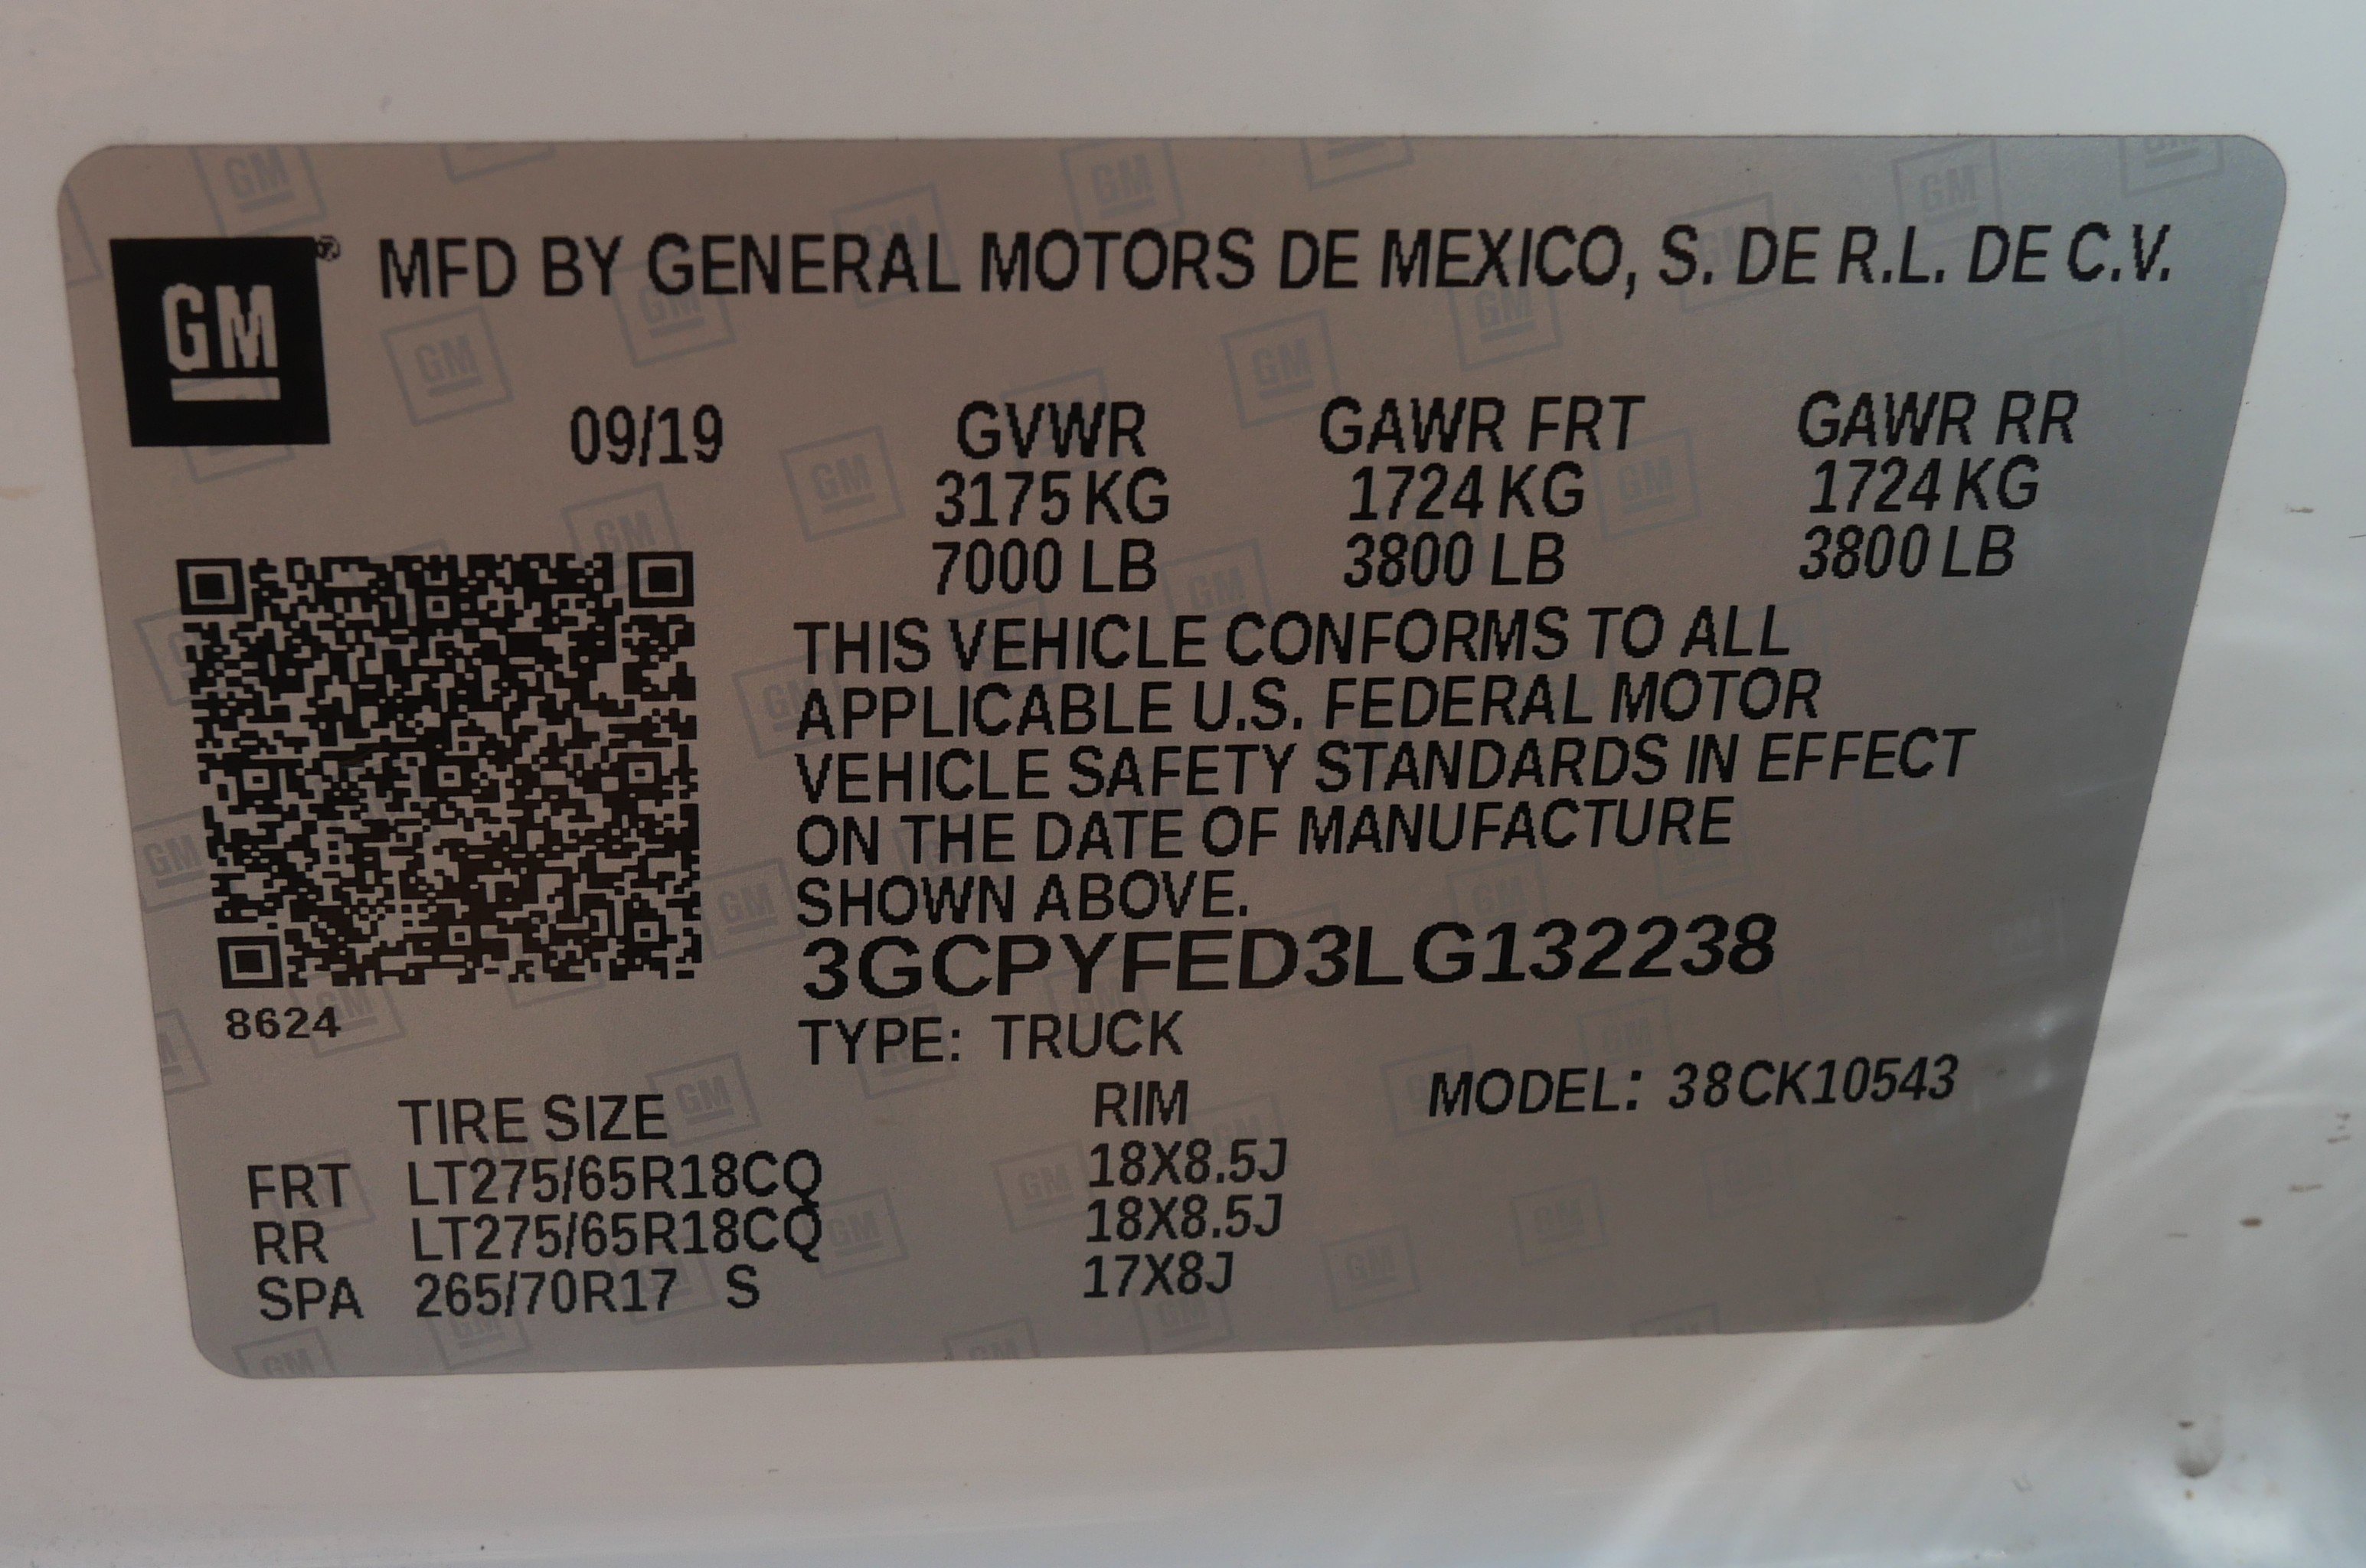 GM® MFD BY GENERAL MOTORS DE MEXICO, S. DE R.L. DE C.V.
09/19 GVWR GAWR FRT GAWR RR
3175 KG 1724 KG 1724 KG
7000 LB 3800 LB 3800 LB
THIS VEHICLE CONFORMS TO ALL
APPLICABLE U.S. FEDERAL MOTOR
VEHICLE SAFETY STANDARDS IN EFFECT
ON THE DATE OF MANUFACTURE
SHOWN ABOVE.
3GCPYFED3LG132238
8624
TYPE: TRUCK
TIRE SIZE RIM MODEL: 38CK10543
FRT LT275/65R18CQ 18X8.5J
RR LT275/65R18CQ 18X8.5J
SPA 265/70R17 S 17X8J